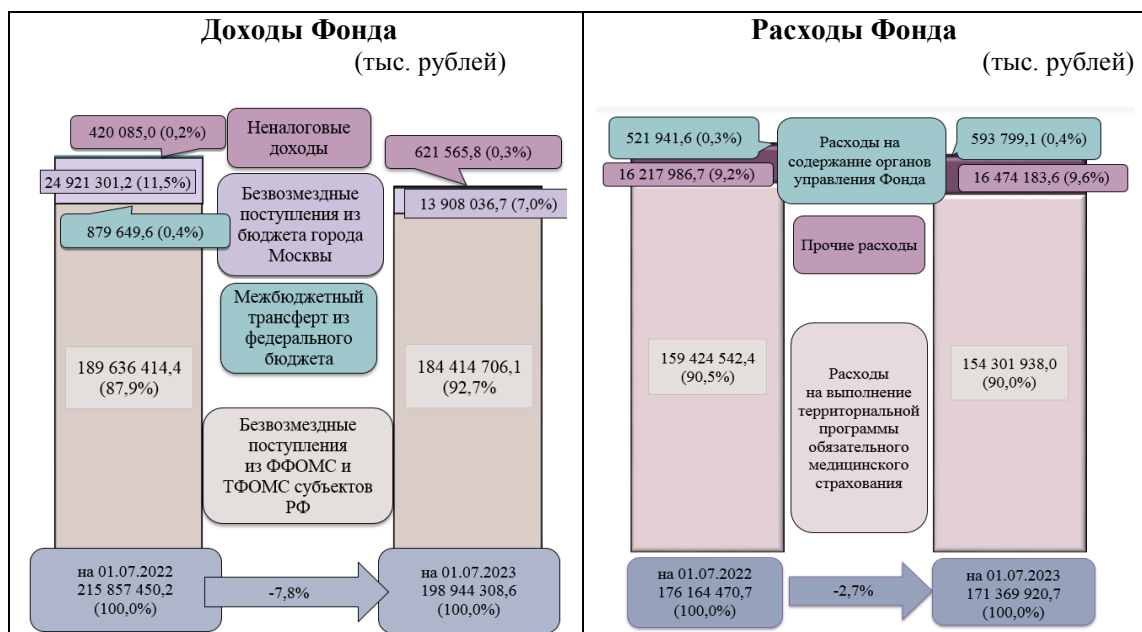 Доходы Фонда
(тыс. рублей)
420 085,0 (0,2%)
Неналоговые
доходы
621 565,8 (0,3%)
24 921 301,2 (11,5%)
Безвозмездные
поступления из
бюджета города
Москвы
13 908 036,7 (7,0%)
879 649,6 (0,4%)
Межбюджетный
трансферт из
федерального
бюджета
189 636 414,4
(87,9%)
184 414 706,1
(92,7%
Безвозмездные
поступления
из ФФОМС и
ТФОМС субъектов
РФ
на 01.07.2022
215 857 450,2
(100,0%)
-7,8%
на 01.07.2023
198 944 308,6
(100,0%)
Расходы Фонда
(тыс. рублей)
521 941,6 (0,3%)
Расходы на
содержание органов
управления Фонда
593 799,1 (0,4%)
16 217 986,7 (9,2%)
16 474 183,6 (9,6%)
Прочие расходы
159 424 542,4
(90,5%)
154 301 938,0
(90,0%)
Расходы
на выполнение
территориальной
программы
обязательного
медицинского
страхования
на 01.07.2022
176 164 470,7
(100,0%)
-2,7%
на 01.07.2023
171 369 920,7
(100,0%)